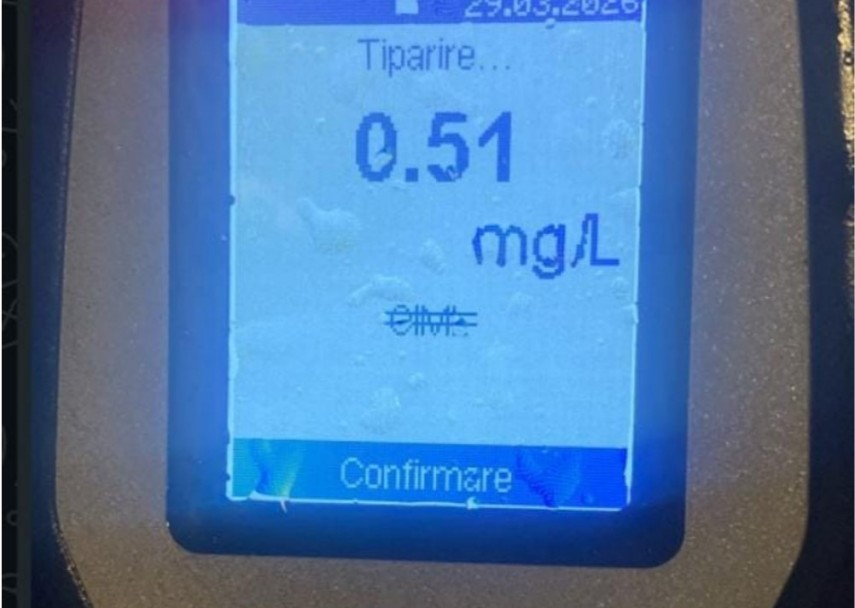 29.03.2026
Tiparire...
0.51
mg/L
Confirmare